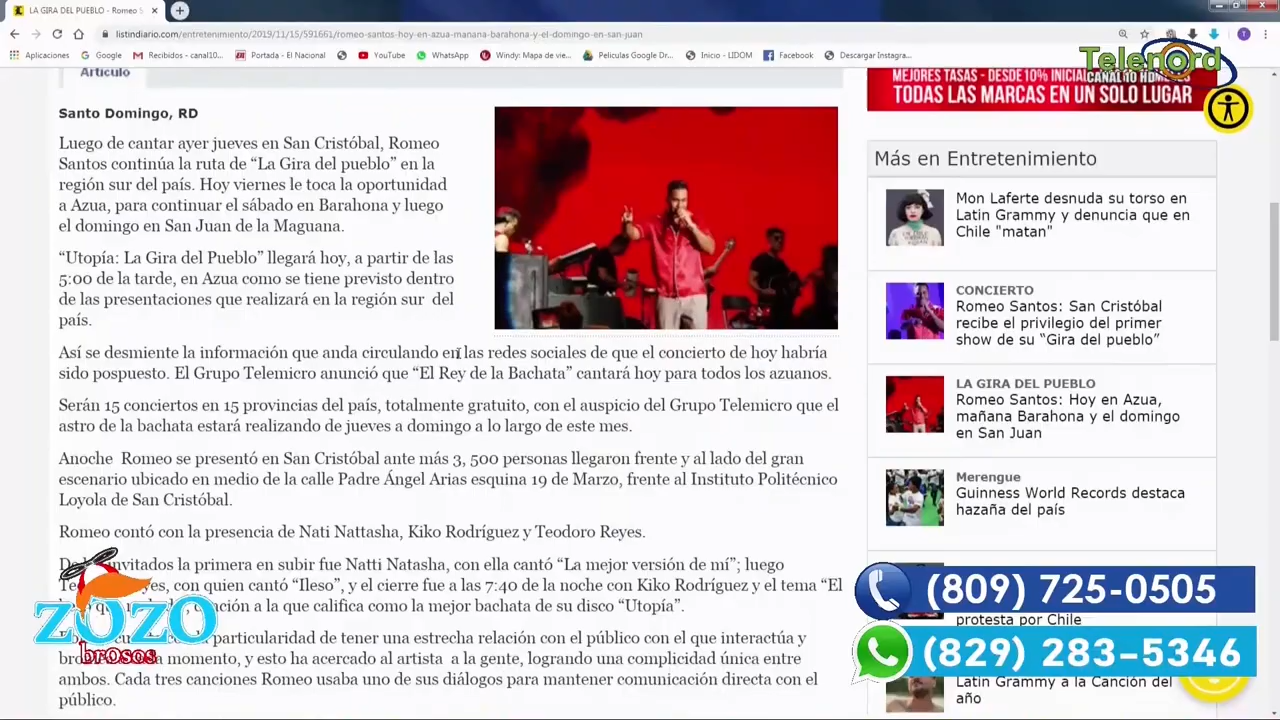 LA GIRA DEL PUEBLO - Romeo S
listindiario.com/entretenimiento/2019/11/15/591661/romeo-santos-hoy-en-azua-manana-barahona-y-el-domingo-en-san-juan
Aplicaciones
Google
Recibidos - canal10...
Portada - El Nacional
YouTube
WhatsApp
Windy: Mapa de vie...
Peliculas Google Dr...
Inicio - LIDOM
Facebook
Descargar Instagra...
Telenord
CANAL 10
Artículo
MEJORES TASAS - DESDE 10% INICIAL
TODAS LAS MARCAS EN UN SOLO LUGAR
Santo Domingo, RD
Luego de cantar ayer jueves en San Cristóbal, Romeo
Santos continúa la ruta de “La Gira del pueblo” en la
región sur del país. Hoy viernes le toca la oportunidad
a Azua, para continuar el sábado en Barahona y luego
el domingo en San Juan de la Maguana.
“Utopía: La Gira del Pueblo” llegará hoy, a partir de las
5:00 de la tarde, en Azua como se tiene previsto dentro
de las presentaciones que realizará en la región sur del
país.
Así se desmiente la información que anda circulando en las redes sociales de que el concierto de hoy habría
sido pospuesto. El Grupo Telemicro anunció que “El Rey de la Bachata” cantará hoy para todos los azuanos.
Serán 15 conciertos en 15 provincias del país, totalmente gratuito, con el auspicio del Grupo Telemicro que el
astro de la bachata estará realizando de jueves a domingo a lo largo de este mes.
Anoche Romeo se presentó en San Cristóbal ante más 3, 500 personas llegaron frente y al lado del gran
escenario ubicado en medio de la calle Padre Ángel Arias esquina 19 de Marzo, frente al Instituto Politécnico
Loyola de San Cristóbal.
Romeo contó con la presencia de Nati Nattasha, Kiko Rodríguez y Teodoro Reyes.
invitados la primera en subir fue Natti Natasha, con ella cantó “La mejor versión de mí”; luego
con quien cantó “Ileso”, y el cierre fue a las 7:40 de la noche con Kiko Rodríguez y el tema “El
a la que califica como la mejor bachata de su disco “Utopía”.
particularidad de tener una estrecha relación con el público con el que interactúa y
momento, y esto ha acercado al artista a la gente, logrando una complicidad única entre
ambos. Cada tres canciones Romeo usaba uno de sus diálogos para mantener comunicación directa con el
público.
Más en Entretenimiento
Mon Laferte desnuda su torso en
Latin Grammy y denuncia que en
Chile "matan"
CONCIERTO
Romeo Santos: San Cristóbal
recibe el privilegio del primer
show de su “Gira del pueblo”
LA GIRA DEL PUEBLO
Romeo Santos: Hoy en Azua,
mañana Barahona y el domingo
en San Juan
Merengue
Guinness World Records destaca
hazaña del país
protesta por Chile
Latin Grammy a la Canción del
año
ZOZO
brosos
(809) 725-0505
(829) 283-5346